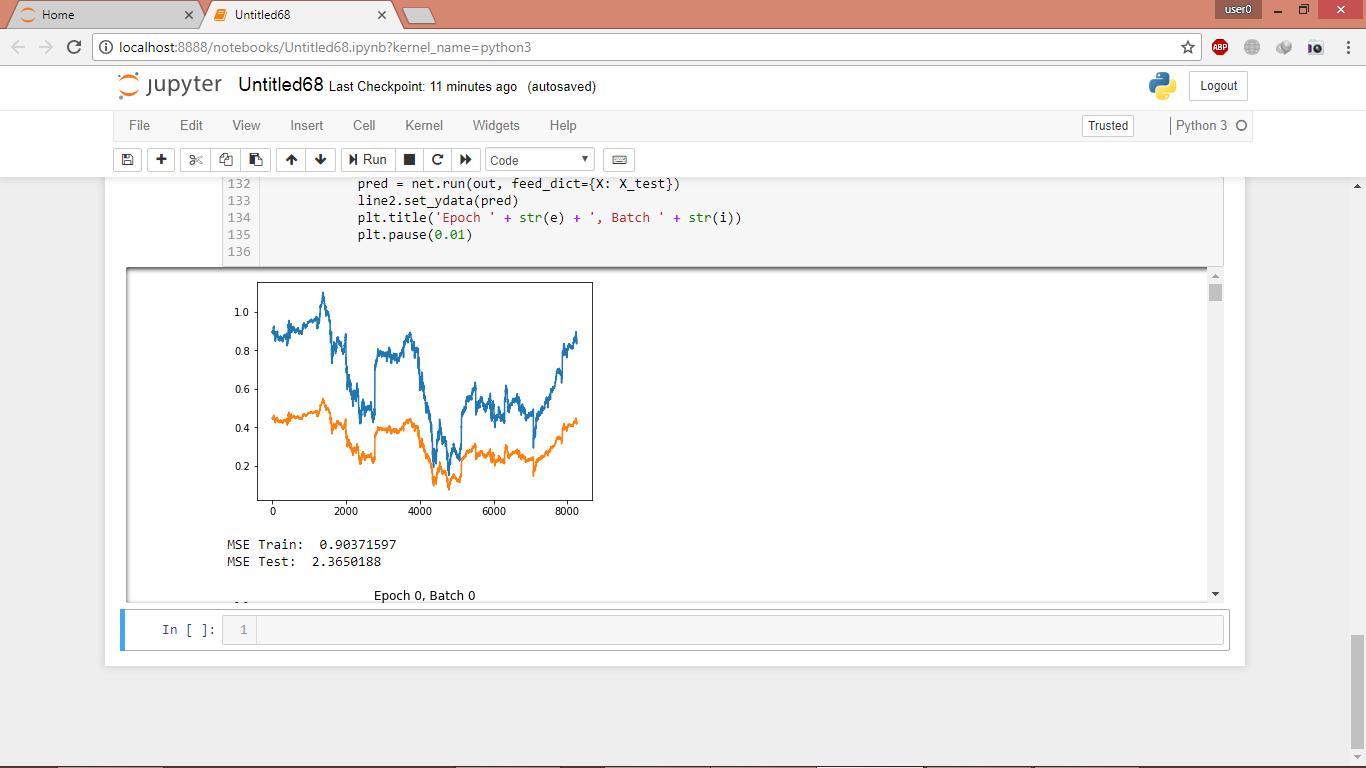 Home
Untitled68
user0
localhost:8888/notebooks/Untitled68.ipynb?kernel_name=python3
ABP
jupyter Untitled68 Last Checkpoint: 11 minutes ago (autosaved)
Logout
File Edit View Insert Cell Kernel Widgets Help
Trusted
Python 3
Run
Code
132 pred = net.run(out, feed_dict={X: X_test})
133 line2.set_ydata(pred)
134 plt.title('Epoch ' + str(e) + ', Batch ' + str(i))
135 plt.pause(0.01)
136
1.0
0.8
0.6
0.4
0.2
0 2000 4000 6000 8000
MSE Train: 0.90371597
MSE Test: 2.3650188
Epoch 0, Batch 0
In [ ]: 1